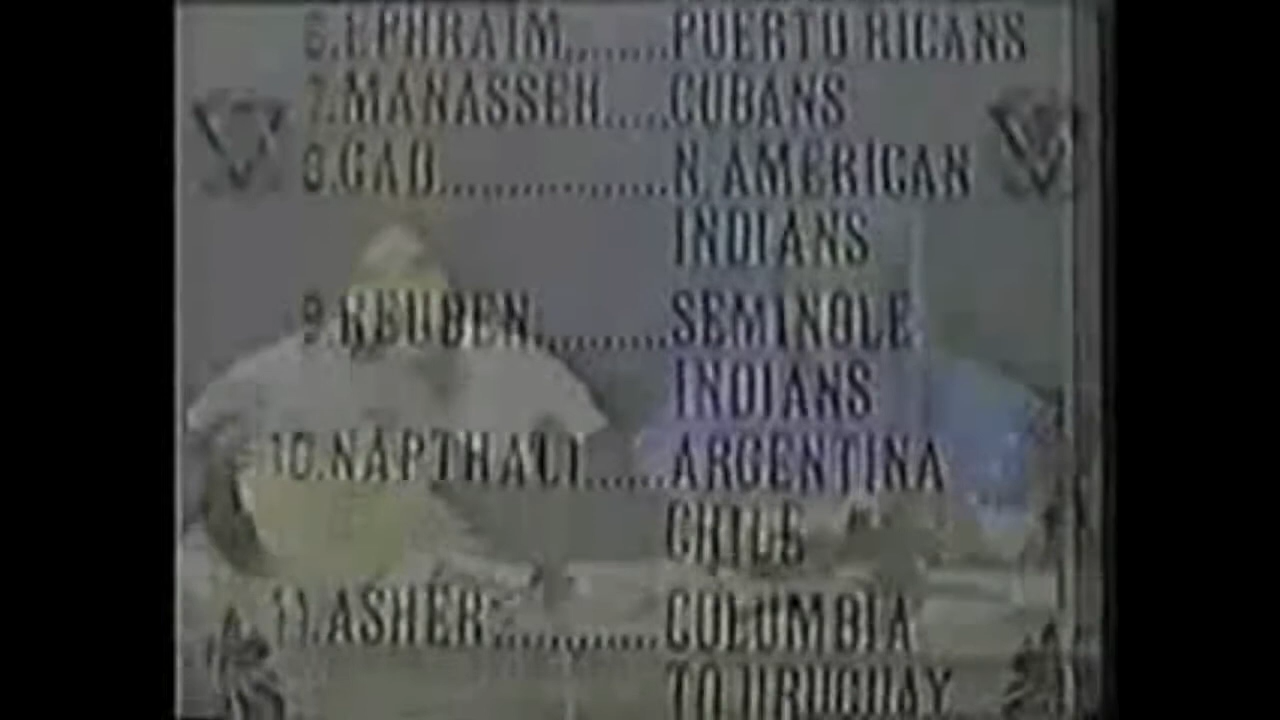 6.EPHRAIM........PUERTO RICANS
7.MANASSEH....CUBANS
8.GAD.................N. AMERICAN
INDIANS
9.REUBEN..........SEMINOLE
INDIANS
10.NAPTHALI......ARGENTINA
CHILE
11.ASHER..........COLUMBIA
TO URUGUAY